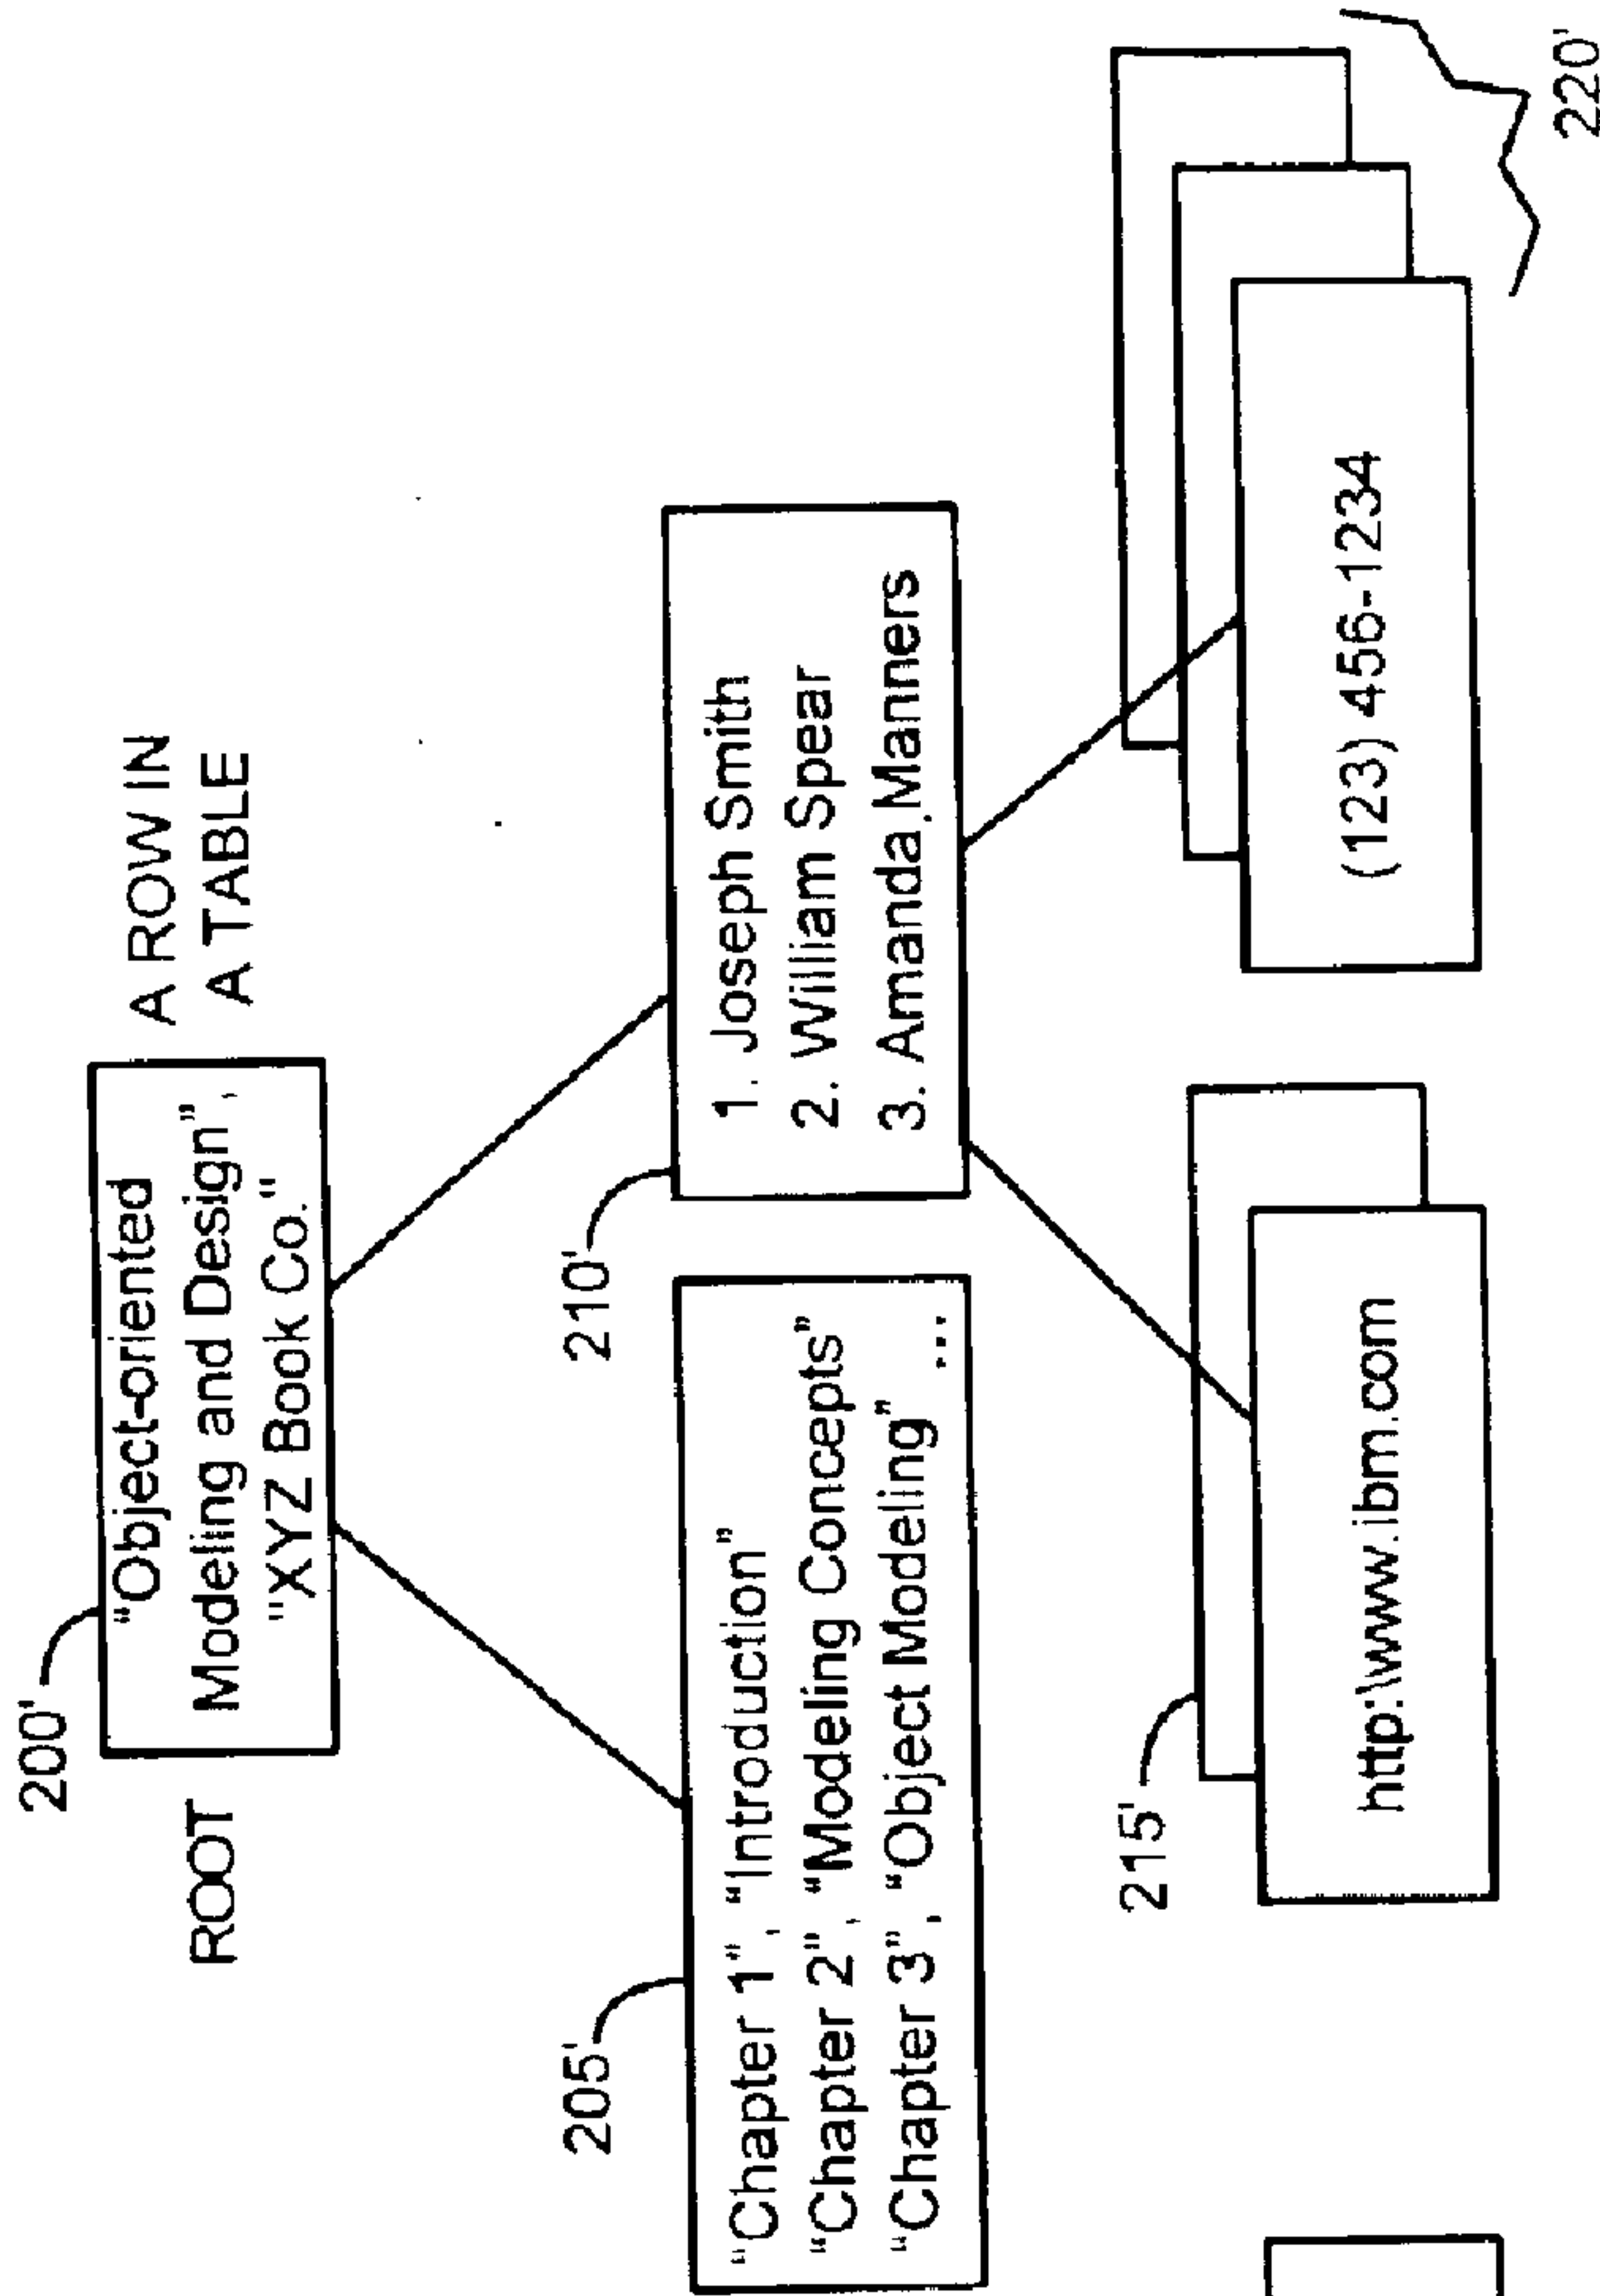 200'
ROOT
"Object-oriented
Modeling and Design",
"XYZ Book Co."
A ROW IN
A TABLE
205'
"Chapter 1", "Introduction"
"Chapter 2", "Modeling Concepts"
"Chapter 3", "Object Modeling"
...
210'
1. Joseph Smith
2. William Spear
3. Amanda Manners
215'
http:\\www.ibm.com
(123) 456-1234
220'